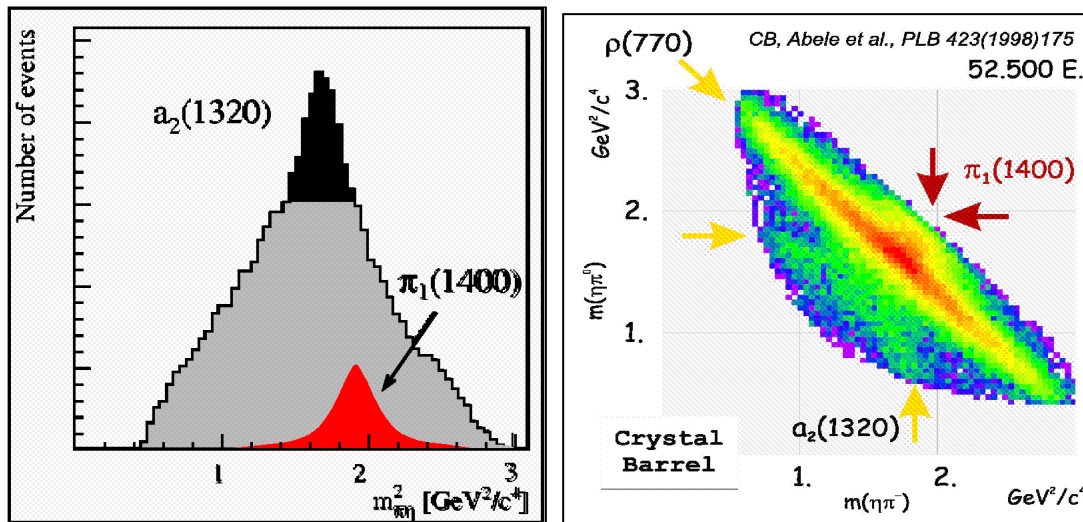 Number of events
a₂(1320)
π₁(1400)
1 2 3
m²πη [GeV²/c⁴]
ρ(770)
CB, Abele et al., PLB 423(1998)175
52.500 E.
3.
GeV²/c⁴
π₁(1400)
2.
m(ηπ⁰)
1.
a₂(1320)
Crystal
Barrel
1. 2.
m(ηπ⁻)
GeV²/c⁴